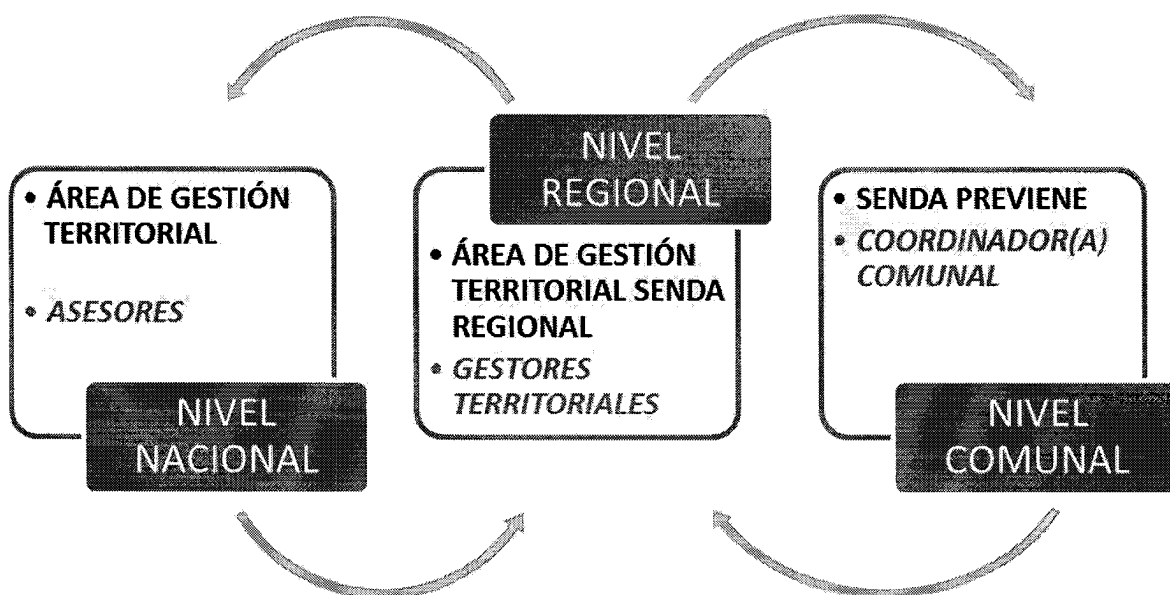 • ÁREA DE GESTIÓN
TERRITORIAL
• ASESORES
NIVEL
NACIONAL
NIVEL
REGIONAL
• ÁREA DE GESTIÓN
TERRITORIAL SENDA
REGIONAL
• GESTORES
TERRITORIALES
• SENDA PREVIENE
• COORDINADOR(A)
COMUNAL
NIVEL
COMUNAL